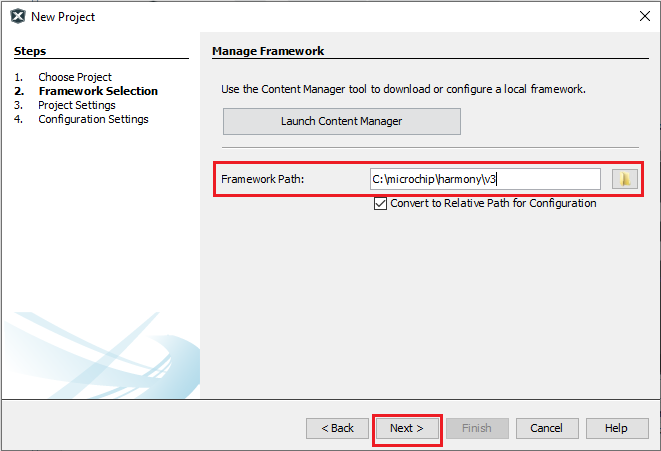 New Project
Steps
1. Choose Project
2. Framework Selection
3. Project Settings
4. Configuration Settings
Manage Framework
Use the Content Manager tool to download or configure a local framework.
Launch Content Manager
Framework Path: C:\microchip\harmony\v3
Convert to Relative Path for Configuration
< Back Next > Finish Cancel Help